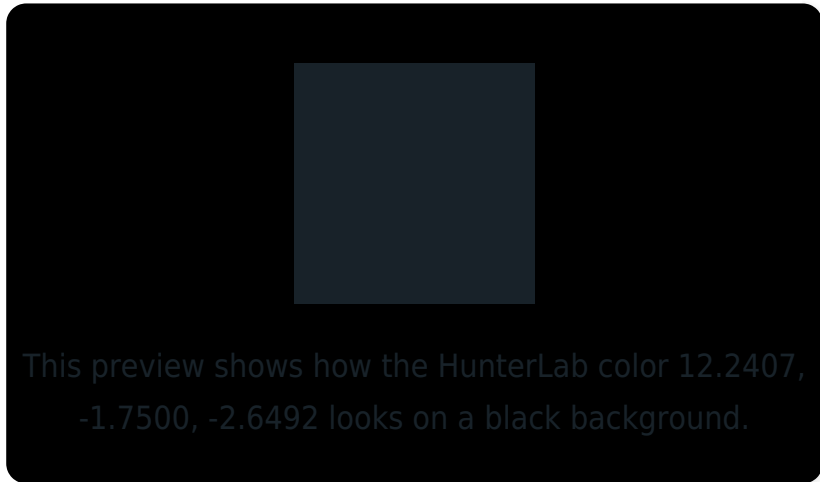 This preview shows how the HunterLab color 12.2407,
-1.7500, -2.6492 looks on a black background.